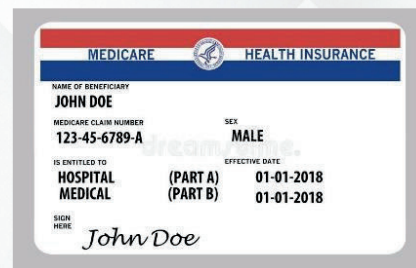 MEDICARE HEALTH INSURANCE
NAME OF BENEFICIARY
JOHN DOE
MEDICARE CLAIM NUMBER SEX
123-45-6789-A MALE
IS ENTITLED TO EFFECTIVE DATE
HOSPITAL (PART A) 01-01-2018
MEDICAL (PART B) 01-01-2018
SIGN
HERE John Doe